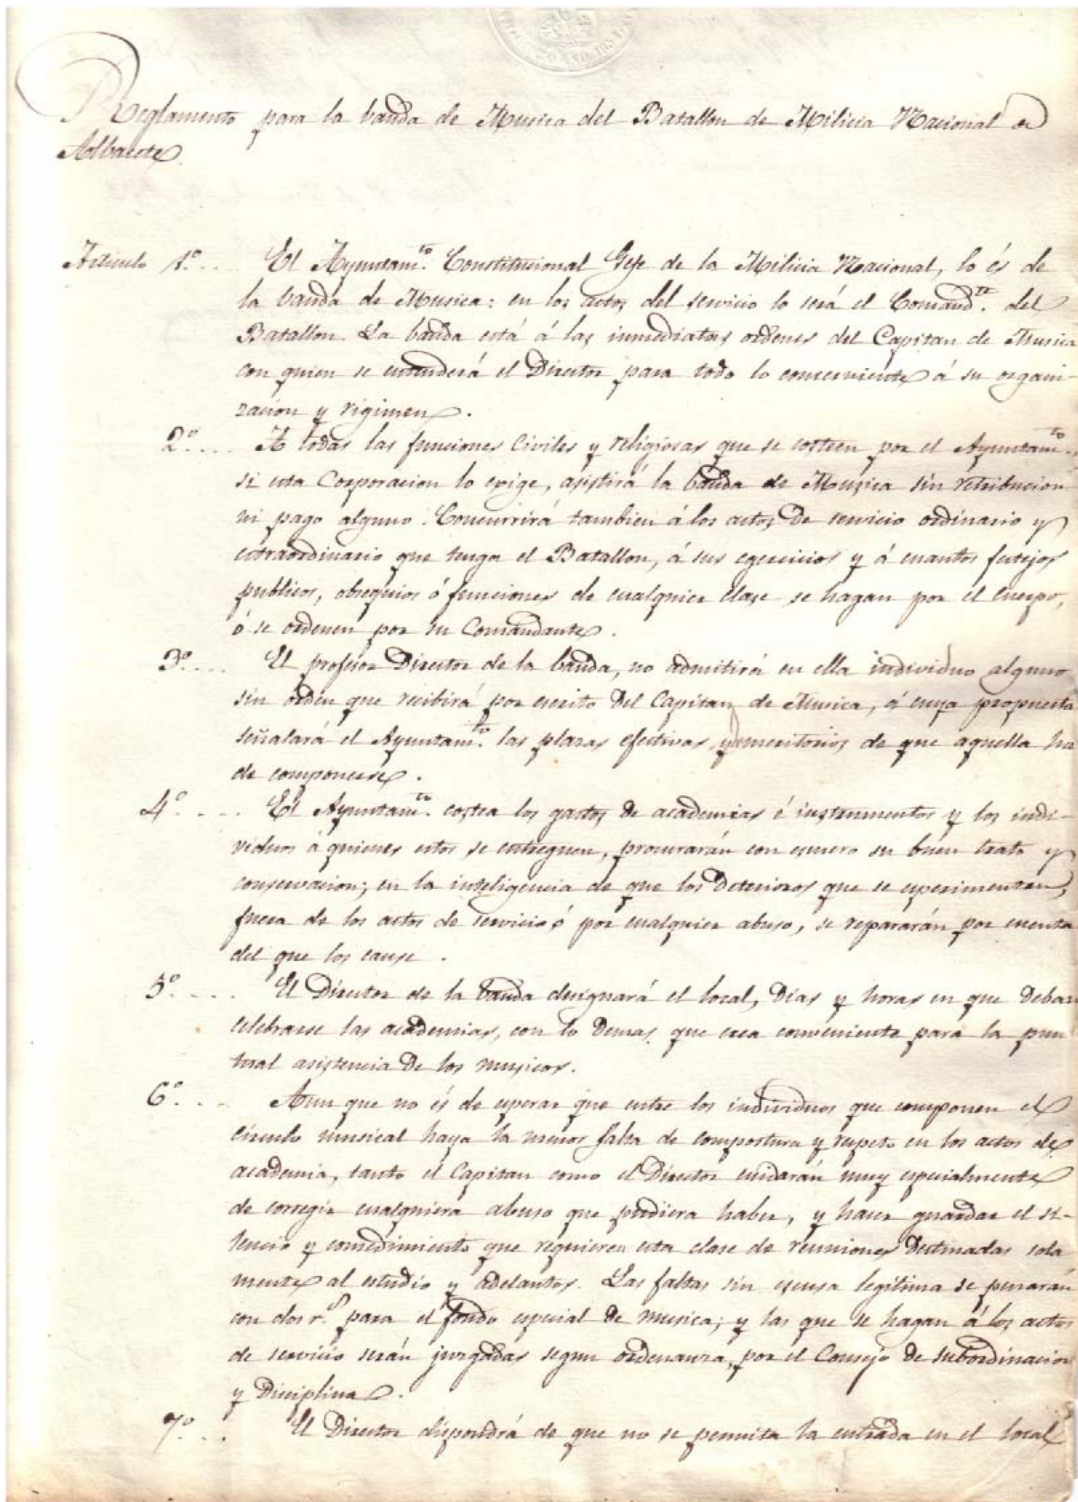 Reglamento para la banda de Musica del Batallon de Milicia Nacional de
Albacete.
Articulo 1º.... El Ayuntamto. Constitucional Gefe de la Milicia Nacional, lo és de
la banda de Musica: en los actos del servicio lo será el Comandte. del
Batallon. La banda está á las inmediatas ordenes del Capitan de Musica
con quien se entenderá el Director para todo lo concerniente á su organi-
zacion y régimen.
2º.... A todas las funciones civiles y religiosas que se costeen por el Ayuntamto.
si esta Corporacion lo exige, asistirá la banda de Musica sin retribucion
ni pago alguno. Concurrirá tambien á los actos de servicio ordinario y
extraordinario que tenga el Batallon, á sus egercicios y á cuantos festejos
publicos, obsequios ó funciones de cualquier clase se hagan por el Cuerpo,
ó se ordenen por su Comandante.
3º.... El profesor Director de la banda, no admitirá en ella individuo alguno
sin orden que recibirá por escrito del Capitan de Musica, á cuya propuesta
señalará el Ayuntamto. las plazas efectivas y meritorios de que aquella ha
de componerse.
4º.... El Ayuntamto. costea los gastos de academias é instrumentos y los indi-
viduos á quienes estos se entreguen, procurarán con esmero su buen trato y
conservacion; en la inteligencia de que los deterioros que se esperimenten,
fuera de los actos de servicio ó por cualquier abuso, se repararán por cuenta
del que los cause.
5º.... El Director de la banda designará el local, dias y horas en que deban
celebrarse las academias, con lo demas que crea conveniente para la pun
tual asistencia de los musicos.
6º.... Aun que no és de esperar que entre los individuos que componen el
circulo musical haya la menor falta de compostura y respeto en los actos de
academia, tanto el Capitan como el Director cuidarán muy especialmente
de corregir cualquiera abuso que pudiera haber, y hacer guardar el si-
lencio y comedimiento que requieren esta clase de reuniones destinadas sola
mente al estudio y adelantos. Las faltas sin escusa legitima se penarán
con dos rs. para el fondo especial de musica; y las que se hagan á los actos
de servicio serán juzgadas segun ordenanza, por el Consejo de subordinacion
y Disciplina.
7º... El Director dispondrá de que no se permita la entrada en el local